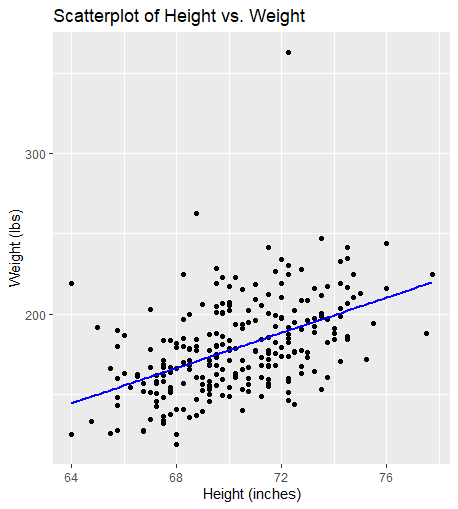 Scatterplot of Height vs. Weight
Weight (lbs)
300
200
64
68
72
76
Height (inches)